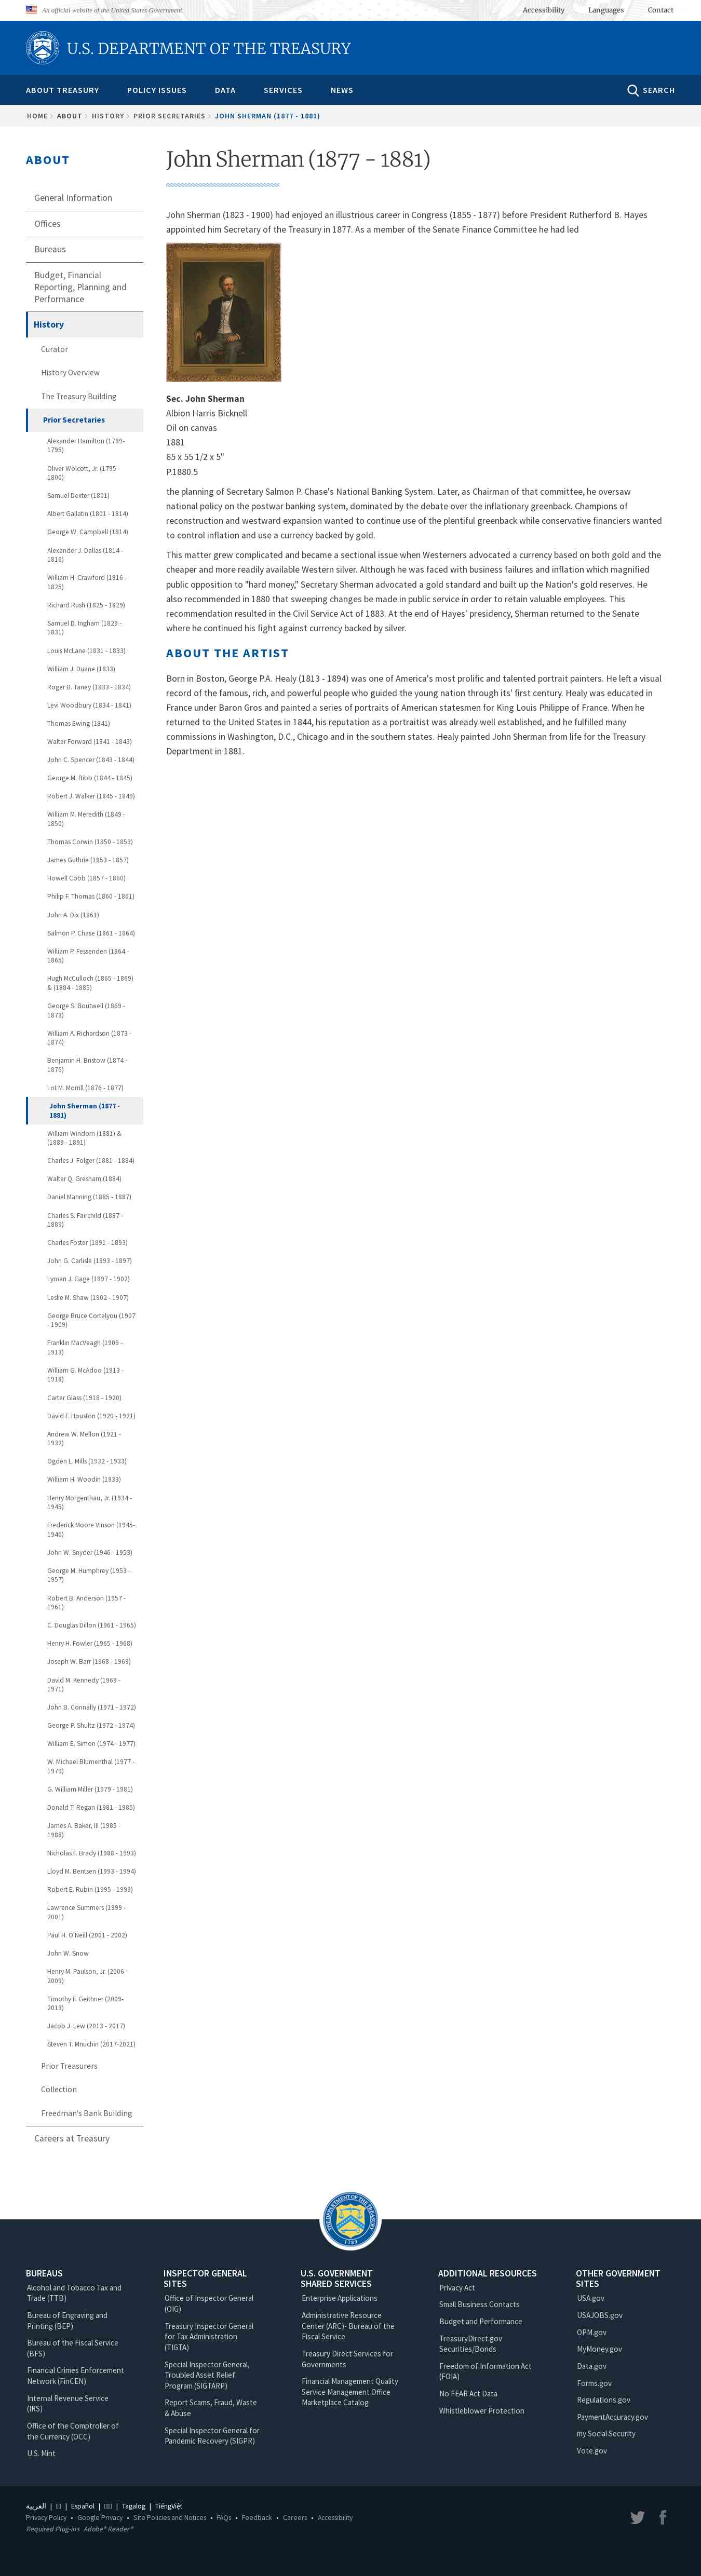 An official website of the United States Government
Accessibility Languages Contact
U.S. DEPARTMENT OF THE TREASURY
ABOUT TREASURY POLICY ISSUES DATA SERVICES NEWS SEARCH
HOME › ABOUT › HISTORY › PRIOR SECRETARIES › JOHN SHERMAN (1877 - 1881)
ABOUT
General Information
Offices
Bureaus
Budget, Financial
Reporting, Planning and
Performance
History
Curator
History Overview
The Treasury Building
Prior Secretaries
Alexander Hamilton (1789-
1795)
Oliver Wolcott, Jr. (1795 -
1800)
Samuel Dexter (1801)
Albert Gallatin (1801 - 1814)
George W. Campbell (1814)
Alexander J. Dallas (1814 -
1816)
William H. Crawford (1816 -
1825)
Richard Rush (1825 - 1829)
Samuel D. Ingham (1829 -
1831)
Louis McLane (1831 - 1833)
William J. Duane (1833)
Roger B. Taney (1833 - 1834)
Levi Woodbury (1834 - 1841)
Thomas Ewing (1841)
Walter Forward (1841 - 1843)
John C. Spencer (1843 - 1844)
George M. Bibb (1844 - 1845)
Robert J. Walker (1845 - 1849)
William M. Meredith (1849 -
1850)
Thomas Corwin (1850 - 1853)
James Guthrie (1853 - 1857)
Howell Cobb (1857 - 1860)
Philip F. Thomas (1860 - 1861)
John A. Dix (1861)
Salmon P. Chase (1861 - 1864)
William P. Fessenden (1864 -
1865)
Hugh McCulloch (1865 - 1869)
& (1884 - 1885)
George S. Boutwell (1869 -
1873)
William A. Richardson (1873 -
1874)
Benjamin H. Bristow (1874 -
1876)
Lot M. Morrill (1876 - 1877)
John Sherman (1877 -
1881)
William Windom (1881) &
(1889 - 1891)
Charles J. Folger (1881 - 1884)
Walter Q. Gresham (1884)
Daniel Manning (1885 - 1887)
Charles S. Fairchild (1887 -
1889)
Charles Foster (1891 - 1893)
John G. Carlisle (1893 - 1897)
Lyman J. Gage (1897 - 1902)
Leslie M. Shaw (1902 - 1907)
George Bruce Cortelyou (1907
- 1909)
Franklin MacVeagh (1909 -
1913)
William G. McAdoo (1913 -
1918)
Carter Glass (1918 - 1920)
David F. Houston (1920 - 1921)
Andrew W. Mellon (1921 -
1932)
Ogden L. Mills (1932 - 1933)
William H. Woodin (1933)
Henry Morgenthau, Jr. (1934 -
1945)
Frederick Moore Vinson (1945-
1946)
John W. Snyder (1946 - 1953)
George M. Humphrey (1953 -
1957)
Robert B. Anderson (1957 -
1961)
C. Douglas Dillon (1961 - 1965)
Henry H. Fowler (1965 - 1968)
Joseph W. Barr (1968 - 1969)
David M. Kennedy (1969 -
1971)
John B. Connally (1971 - 1972)
George P. Shultz (1972 - 1974)
William E. Simon (1974 - 1977)
W. Michael Blumenthal (1977 -
1979)
G. William Miller (1979 - 1981)
Donald T. Regan (1981 - 1985)
James A. Baker, III (1985 -
1988)
Nicholas F. Brady (1988 - 1993)
Lloyd M. Bentsen (1993 - 1994)
Robert E. Rubin (1995 - 1999)
Lawrence Summers (1999 -
2001)
Paul H. O'Neill (2001 - 2002)
John W. Snow
Henry M. Paulson, Jr. (2006 -
2009)
Timothy F. Geithner (2009-
2013)
Jacob J. Lew (2013 - 2017)
Steven T. Mnuchin (2017-2021)
Prior Treasurers
Collection
Freedman's Bank Building
Careers at Treasury
John Sherman (1877 - 1881)
John Sherman (1823 - 1900) had enjoyed an illustrious career in Congress (1855 - 1877) before President Rutherford B. Hayes
appointed him Secretary of the Treasury in 1877. As a member of the Senate Finance Committee he had led
Sec. John Sherman
Albion Harris Bicknell
Oil on canvas
1881
65 x 55 1/2 x 5"
P.1880.5
the planning of Secretary Salmon P. Chase's National Banking System. Later, as Chairman of that committee, he oversaw
national policy on the postwar banking system, dominated by the debate over the inflationary greenback. Champions of
reconstruction and westward expansion wanted to continue use of the plentiful greenback while conservative financiers wanted
to control inflation and use a currency backed by gold.
This matter grew complicated and became a sectional issue when Westerners advocated a currency based on both gold and the
cheaper and more readily available Western silver. Although he was faced with business failures and inflation which magnified
public opposition to "hard money," Secretary Sherman advocated a gold standard and built up the Nation's gold reserves. He
also recommended in 1880 that sweeping changes be made in public service in order to retain valuable employees. This
recommendation resulted in the Civil Service Act of 1883. At the end of Hayes' presidency, Sherman returned to the Senate
where he continued his fight against currency backed by silver.
ABOUT THE ARTIST
Born in Boston, George P.A. Healy (1813 - 1894) was one of America's most prolific and talented portrait painters. He left a visual
record of the famous, rich, and powerful people who guided the young nation through its' first century. Healy was educated in
France under Baron Gros and painted a series of portraits of American statesmen for King Louis Philippe of France. When he
returned to the United States in 1844, his reputation as a portraitist was already well established, and he fulfilled many
commissions in Washington, D.C., Chicago and in the southern states. Healy painted John Sherman from life for the Treasury
Department in 1881.
THE DEPARTMENT OF THE TREASURY
1789
BUREAUS
Alcohol and Tobacco Tax and
Trade (TTB)
Bureau of Engraving and
Printing (BEP)
Bureau of the Fiscal Service
(BFS)
Financial Crimes Enforcement
Network (FinCEN)
Internal Revenue Service
(IRS)
Office of the Comptroller of
the Currency (OCC)
U.S. Mint
INSPECTOR GENERAL
SITES
Office of Inspector General
(OIG)
Treasury Inspector General
for Tax Administration
(TIGTA)
Special Inspector General,
Troubled Asset Relief
Program (SIGTARP)
Report Scams, Fraud, Waste
& Abuse
Special Inspector General for
Pandemic Recovery (SIGPR)
U.S. GOVERNMENT
SHARED SERVICES
Enterprise Applications
Administrative Resource
Center (ARC)- Bureau of the
Fiscal Service
Treasury Direct Services for
Governments
Financial Management Quality
Service Management Office
Marketplace Catalog
ADDITIONAL RESOURCES
Privacy Act
Small Business Contacts
Budget and Performance
TreasuryDirect.gov
Securities/Bonds
Freedom of Information Act
(FOIA)
No FEAR Act Data
Whistleblower Protection
OTHER GOVERNMENT
SITES
USA.gov
USAJOBS.gov
OPM.gov
MyMoney.gov
Data.gov
Forms.gov
Regulations.gov
PaymentAccuracy.gov
my Social Security
Vote.gov
العربية | | Español | | Tagalog | TiếngViệt
Privacy Policy • Google Privacy • Site Policies and Notices • FAQs • Feedback • Careers • Accessibility
Required Plug-ins Adobe® Reader®